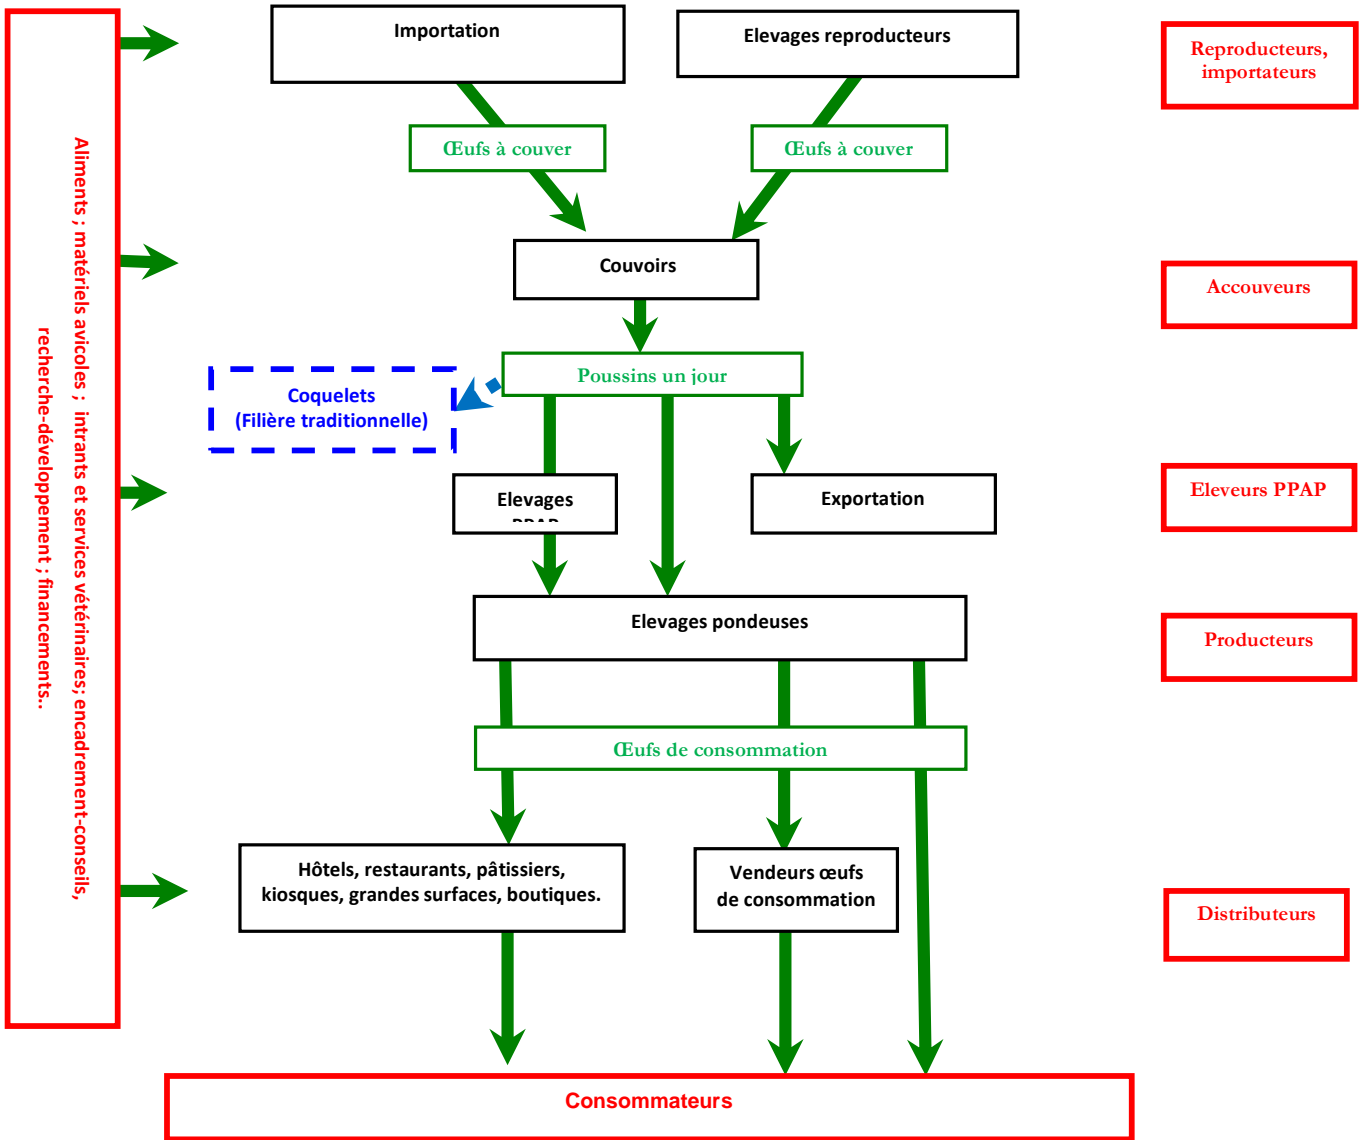 Importation
Elevages reproducteurs
Reproducteurs,
importateurs
Œufs à couver
Œufs à couver
Aliments ; matériels avicoles ; intrants et services vétérinaires; encadrement-conseils,
recherche-développement ; financements..
Couvoirs
Accouveurs
Poussins un jour
Coquelets
(Filière traditionnelle)
Elevages
Exportation
Eleveurs PPAP
Elevages pondeuses
Producteurs
Œufs de consommation
Hôtels, restaurants, pâtissiers,
kiosques, grandes surfaces, boutiques.
Vendeurs œufs
de consommation
Distributeurs
Consommateurs